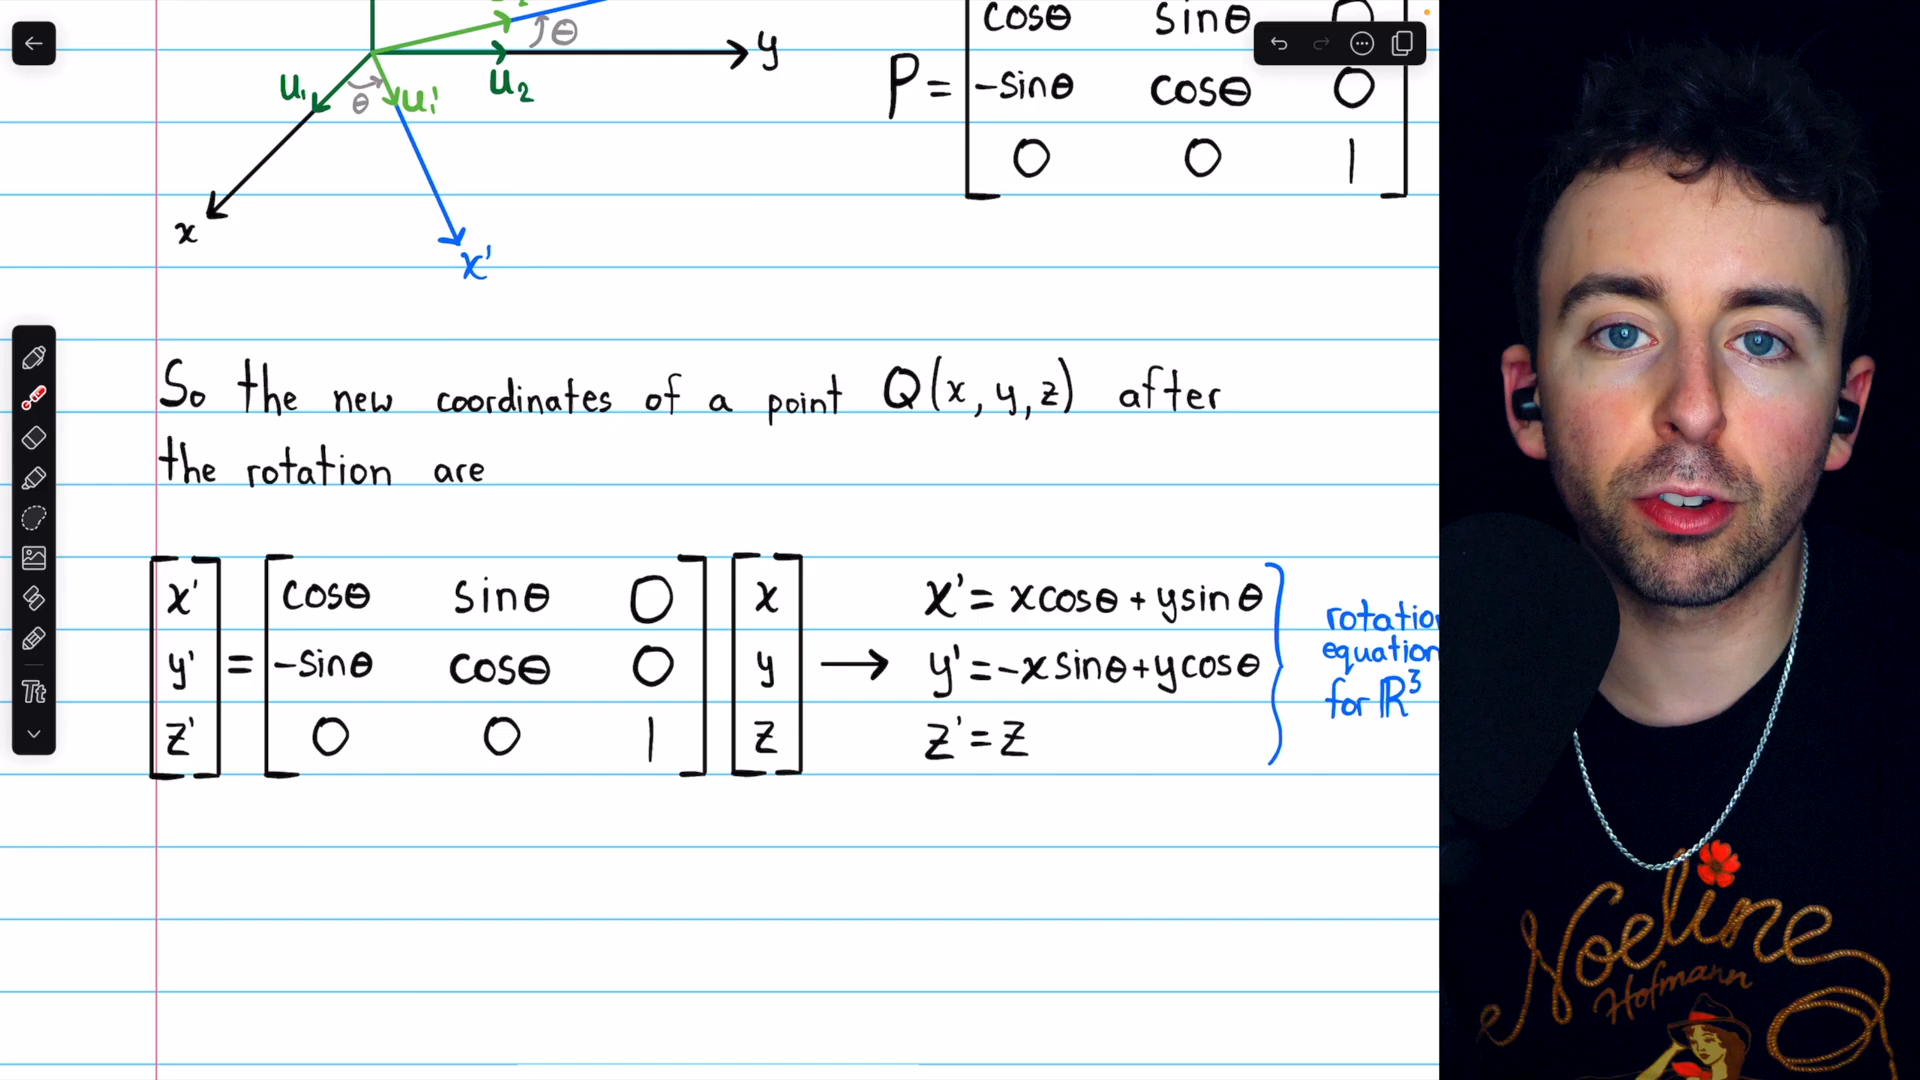 cosθ sinθ
θ y
P = -sinθ cosθ 0
u₁ θ u₁' u₂
0 0 1
x
x'
So the new coordinates of a point Q(x, y, z) after
the rotation are
[x'] = [cosθ sinθ 0] [x] → x' = xcosθ + ysinθ
[y'] [-sinθ cosθ 0] [y] y' = -xsinθ + ycosθ
[z'] [0 0 1] [z] z' = z
rotatio
equation
for ℝ³
Tt
Noeline
Hofmann